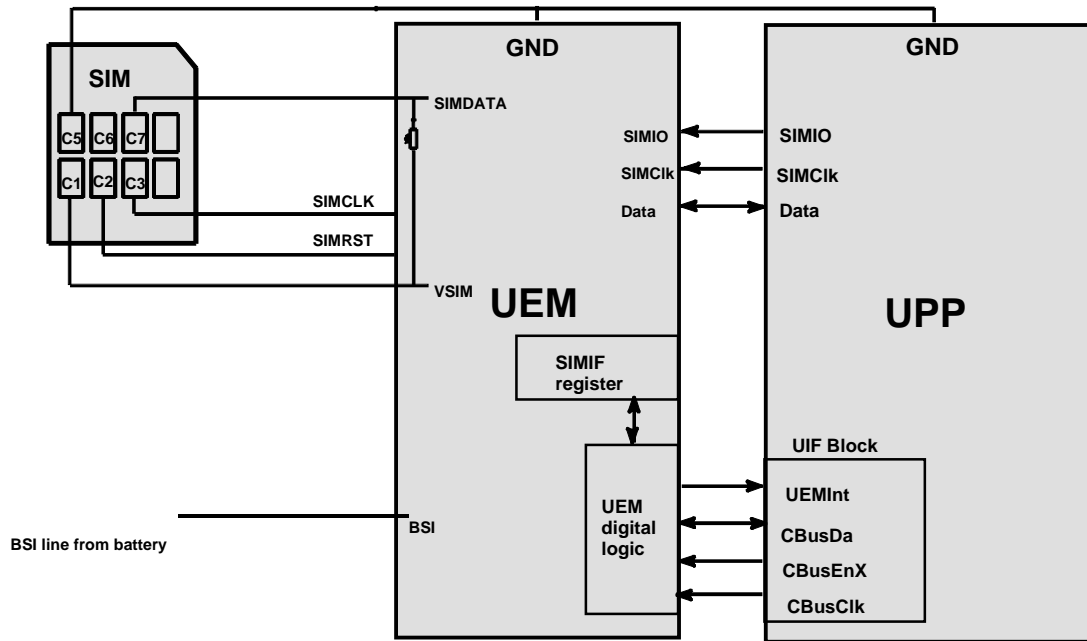 GND
GND
SIM
C5
C6
C7
C1
C2
C3
SIMDATA
SIMCLK
SIMRST
VSIM
SIMIO
SIMClk
Data
SIMIO
SIMClk
Data
UEM
UPP
SIMIF
register
UIF Block
UEM
digital
logic
UEMInt
CBusDa
CBusEnX
CBusClk
BSI
BSI line from battery